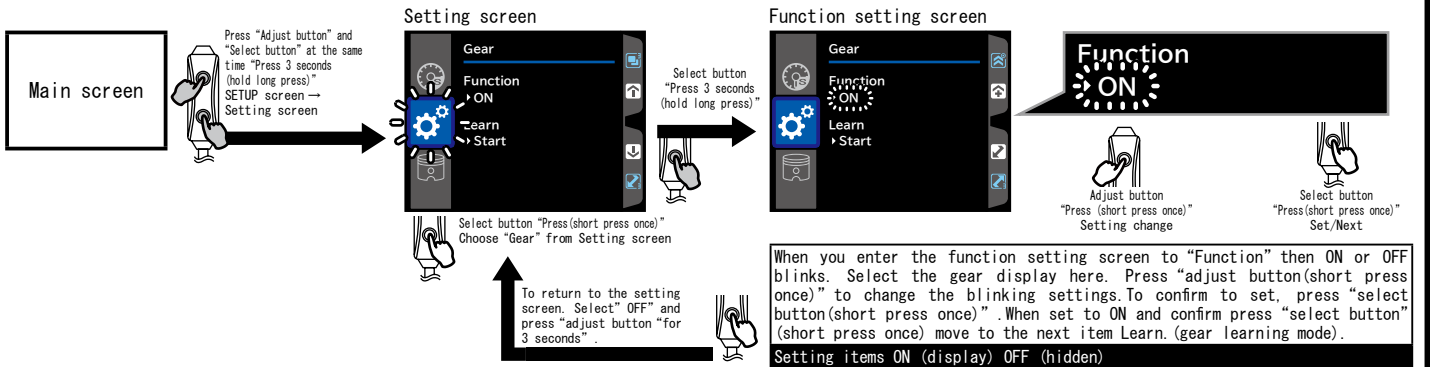 Main screen
Press “Adjust button” and
“Select button” at the same
time “Press 3 seconds
(hold long press)”
SETUP screen→
Setting screen
Setting screen
Gear
Function
ON
Learn
Start
Select button “Press(short press once)”
Choose “Gear” from Setting screen
Select button
“Press 3 seconds
(hold long press)”
Function setting screen
Gear
Function
ON
Learn
Start
Function
ON
Adjust button
“Press (short press once)”
Setting change
Select button
“Press(short press once)”
Set/Next
To return to the setting
screen. Select” OFF” and
press “adjust button “for
3 seconds” .
When you enter the function setting screen to “Function” then ON or OFF
blinks. Select the gear display here. Press “adjust button(short press
once)” to change the blinking settings.To confirm to set, press “select
button(short press once)” .When set to ON and confirm press “select button”
(short press once) move to the next item Learn.(gear learning mode).
Setting items ON (display) OFF (hidden)